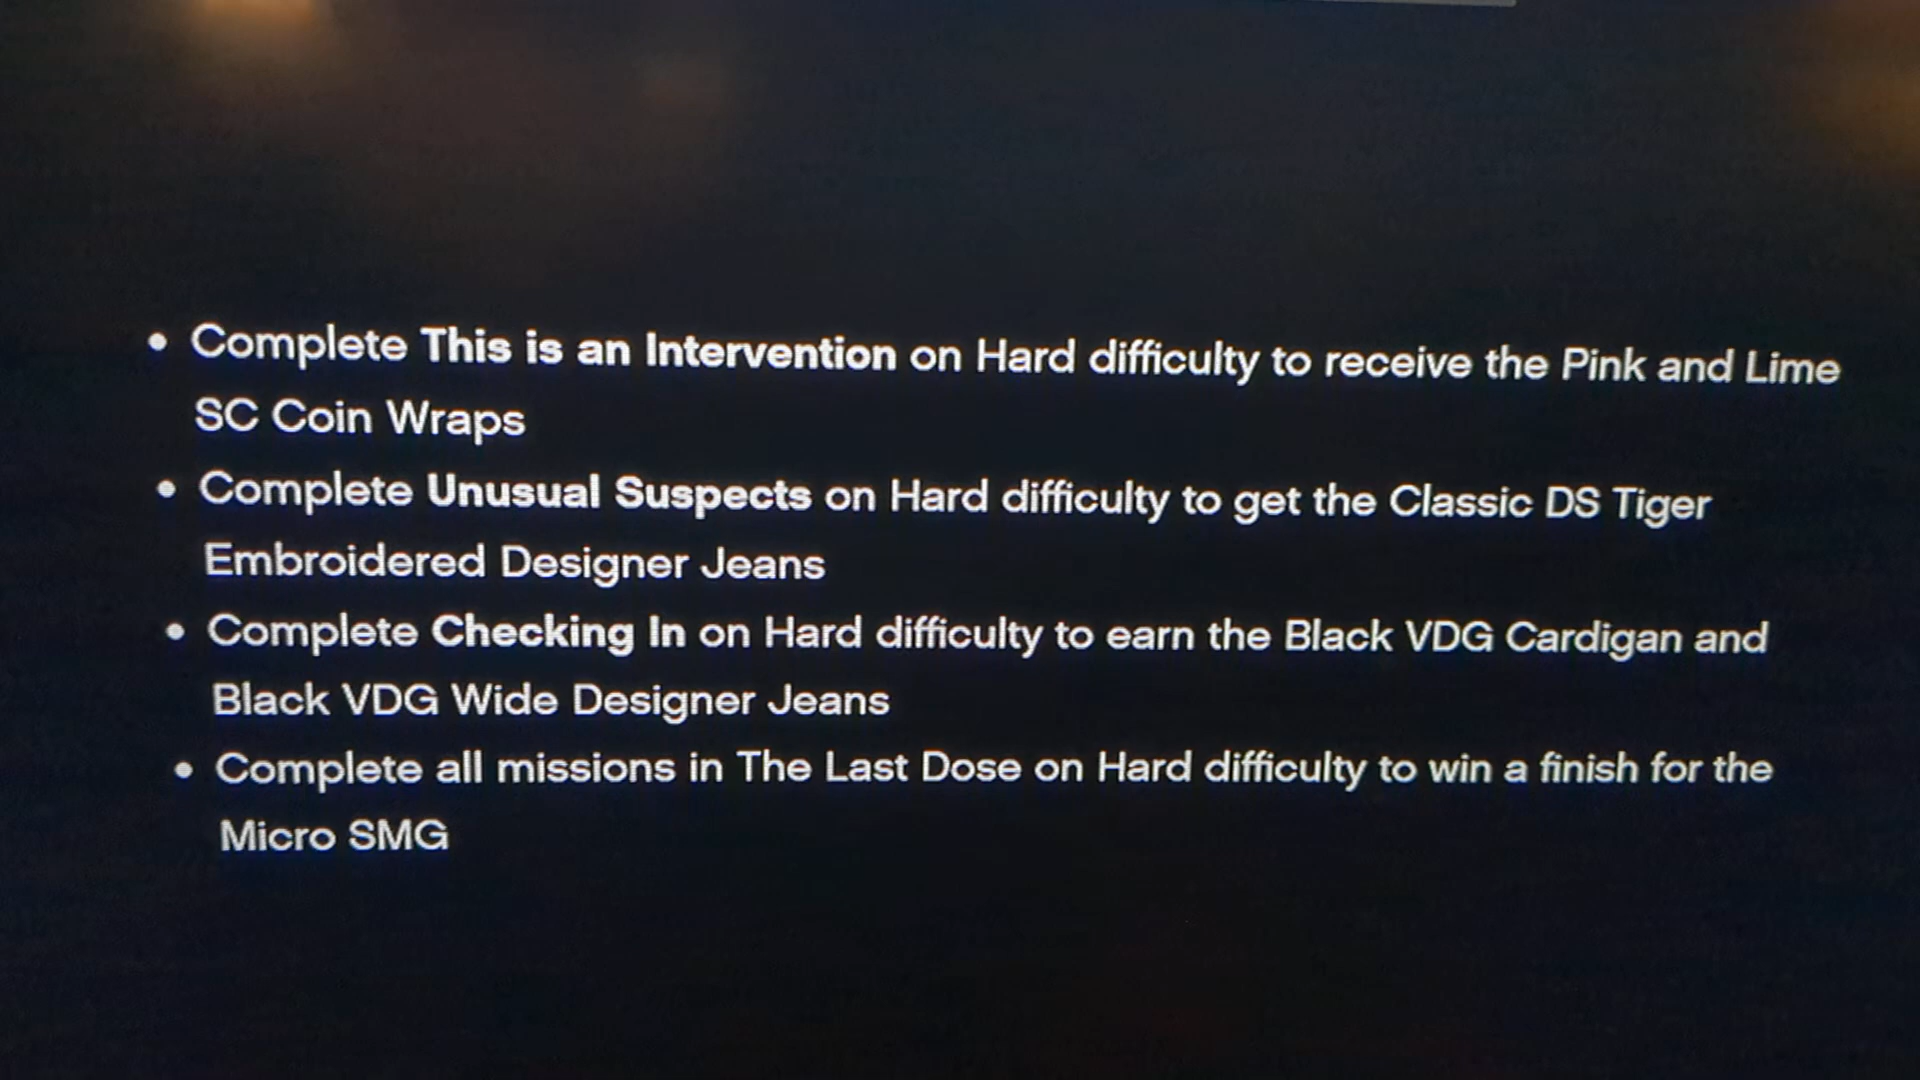 • Complete This is an Intervention on Hard difficulty to receive the Pink and Lime
SC Coin Wraps
• Complete Unusual Suspects on Hard difficulty to get the Classic DS Tiger
Embroidered Designer Jeans
• Complete Checking In on Hard difficulty to earn the Black VDG Cardigan and
Black VDG Wide Designer Jeans
• Complete all missions in The Last Dose on Hard difficulty to win a finish for the
Micro SMG